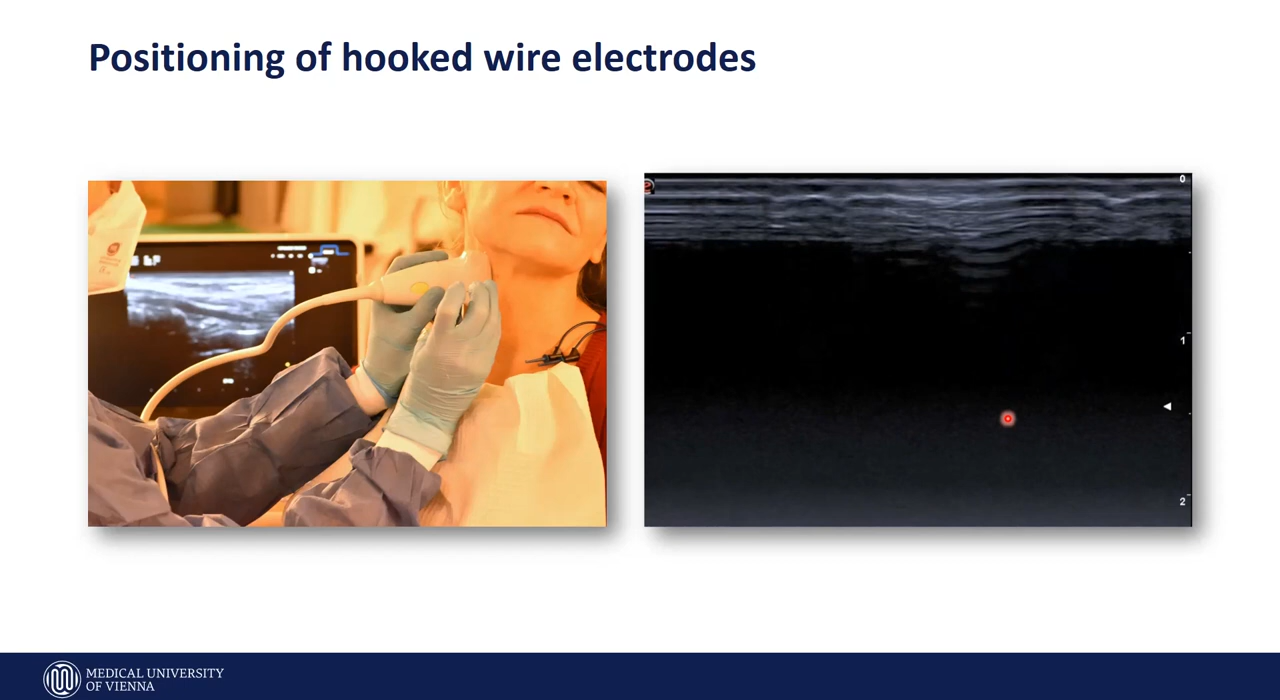 Positioning of hooked wire electrodes
0
1
2
MEDICAL UNIVERSITY
OF VIENNA